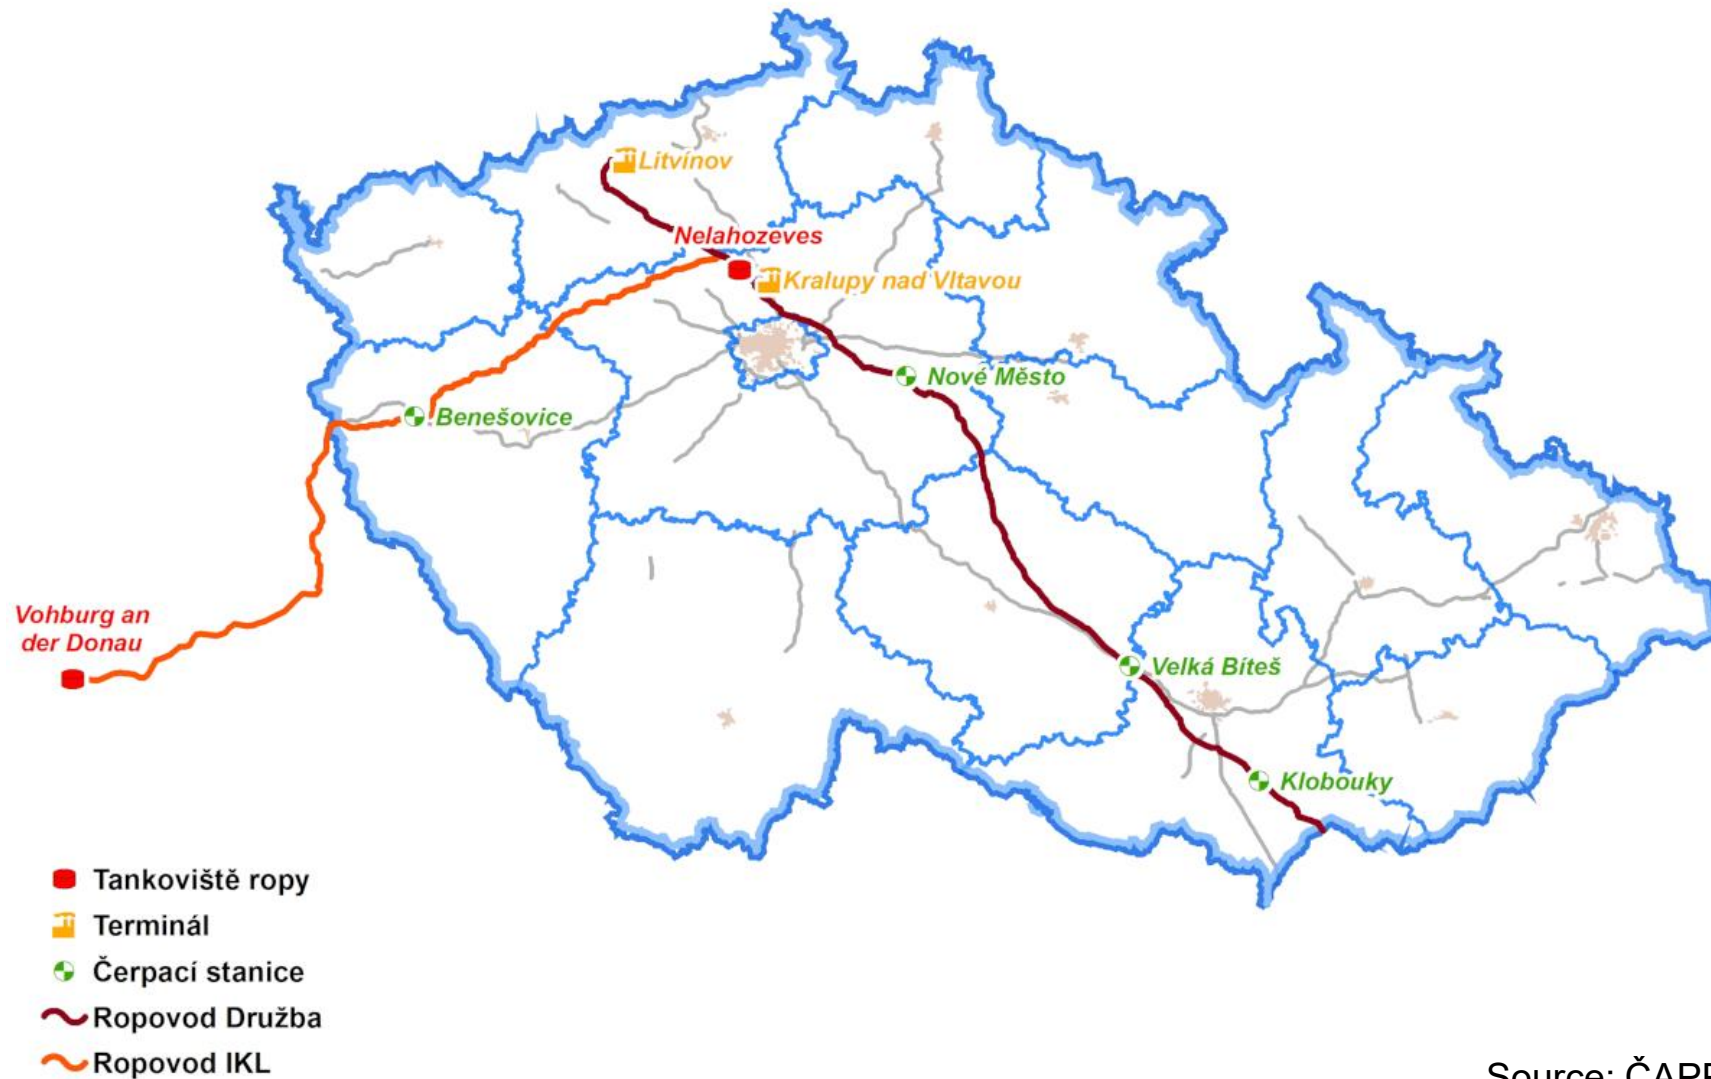 Litvínov
Nelahozeves
Kralupy nad Vltavou
Nové Město
Benešovice
Vohburg an
der Donau
Velká Bíteš
Klobouky
Tankoviště ropy
Terminál
Čerpací stanice
Ropovod Družba
Ropovod IKL
Source: